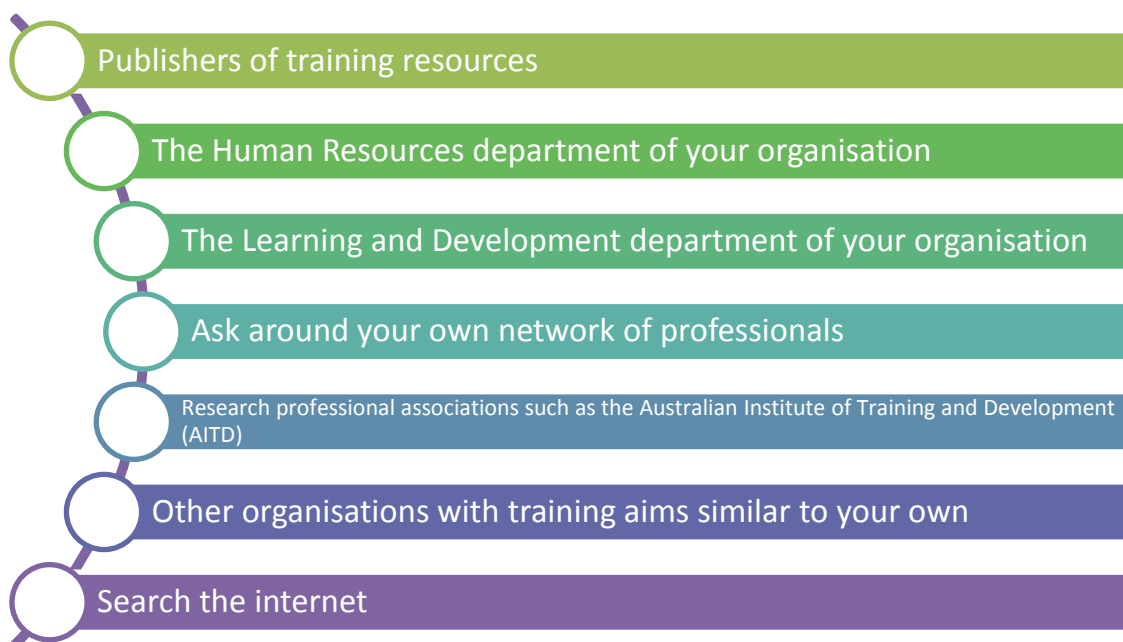 Publishers of training resources
The Human Resources department of your organisation
The Learning and Development department of your organisation
Ask around your own network of professionals
Research professional associations such as the Australian Institute of Training and Development
(AITD)
Other organisations with training aims similar to your own
Search the internet